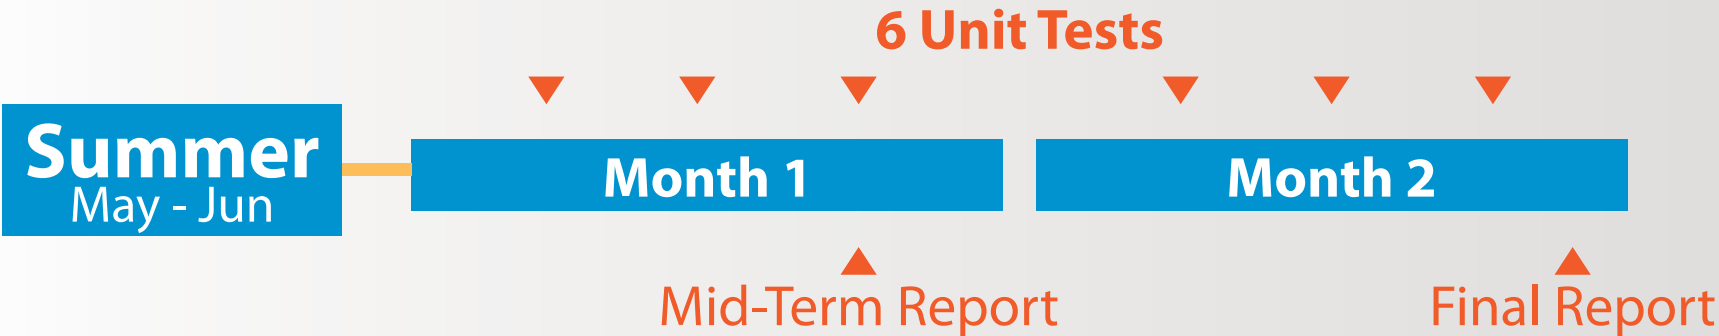 6 Unit Tests
Summer
May - Jun
Month 1
Month 2
Mid-Term Report
Final Report